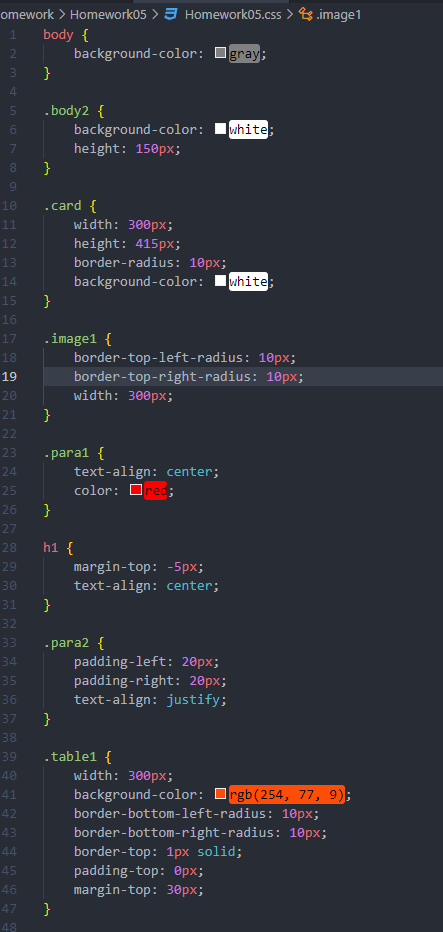 omework > Homework05 > Homework05.css > .image1
1 body {
2 background-color: gray;
3 }
4
5 .body2 {
6 background-color: white;
7 height: 150px;
8 }
9
10 .card {
11 width: 300px;
12 height: 415px;
13 border-radius: 10px;
14 background-color: white;
15 }
16
17 .image1 {
18 border-top-left-radius: 10px;
19 border-top-right-radius: 10px;
20 width: 300px;
21 }
22
23 .para1 {
24 text-align: center;
25 color: red;
26 }
27
28 h1 {
29 margin-top: -5px;
30 text-align: center;
31 }
32
33 .para2 {
34 padding-left: 20px;
35 padding-right: 20px;
36 text-align: justify;
37 }
38
39 .table1 {
40 width: 300px;
41 background-color: rgb(254, 77, 9);
42 border-bottom-left-radius: 10px;
43 border-bottom-right-radius: 10px;
44 border-top: 1px solid;
45 padding-top: 0px;
46 margin-top: 30px;
47 }
48